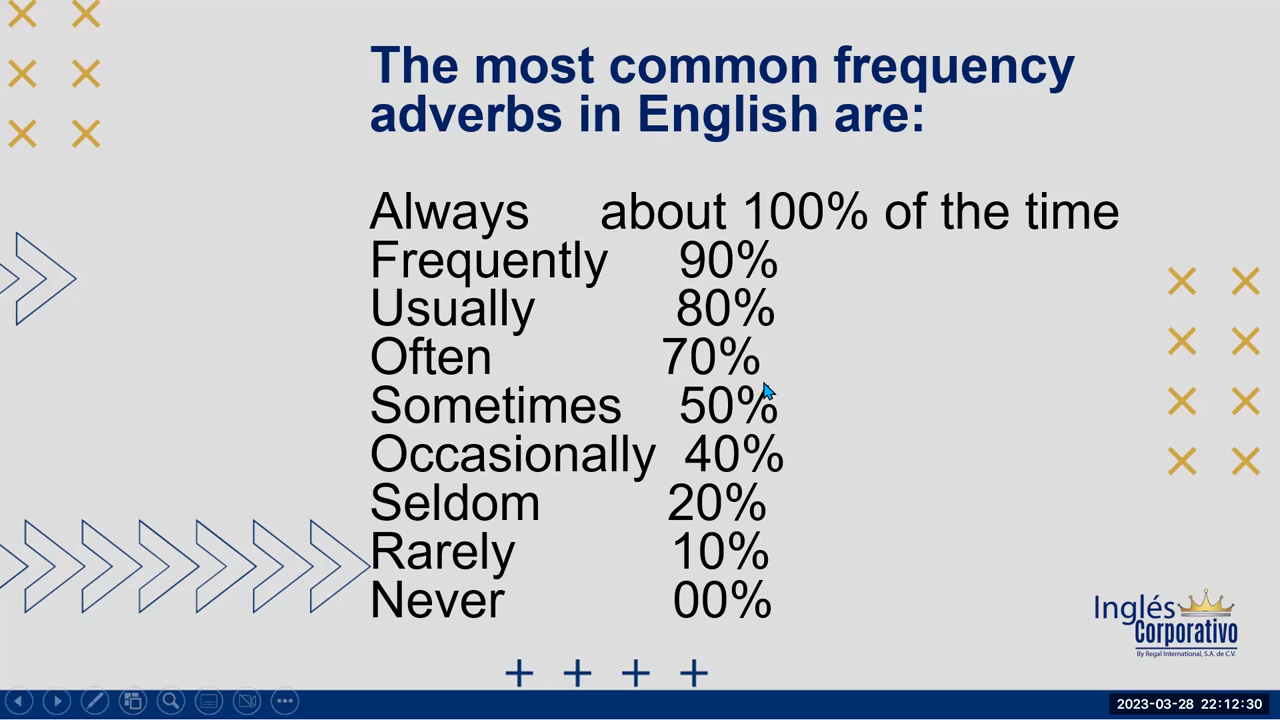 The most common frequency
adverbs in English are:
Always about 100% of the time
Frequently 90%
Usually 80%
Often 70%
Sometimes 50%
Occasionally 40%
Seldom 20%
Rarely 10%
Never 00%
Inglés
Corporativo
By Regal International, S.A. de C.V.
2023-03-28 22:12:30